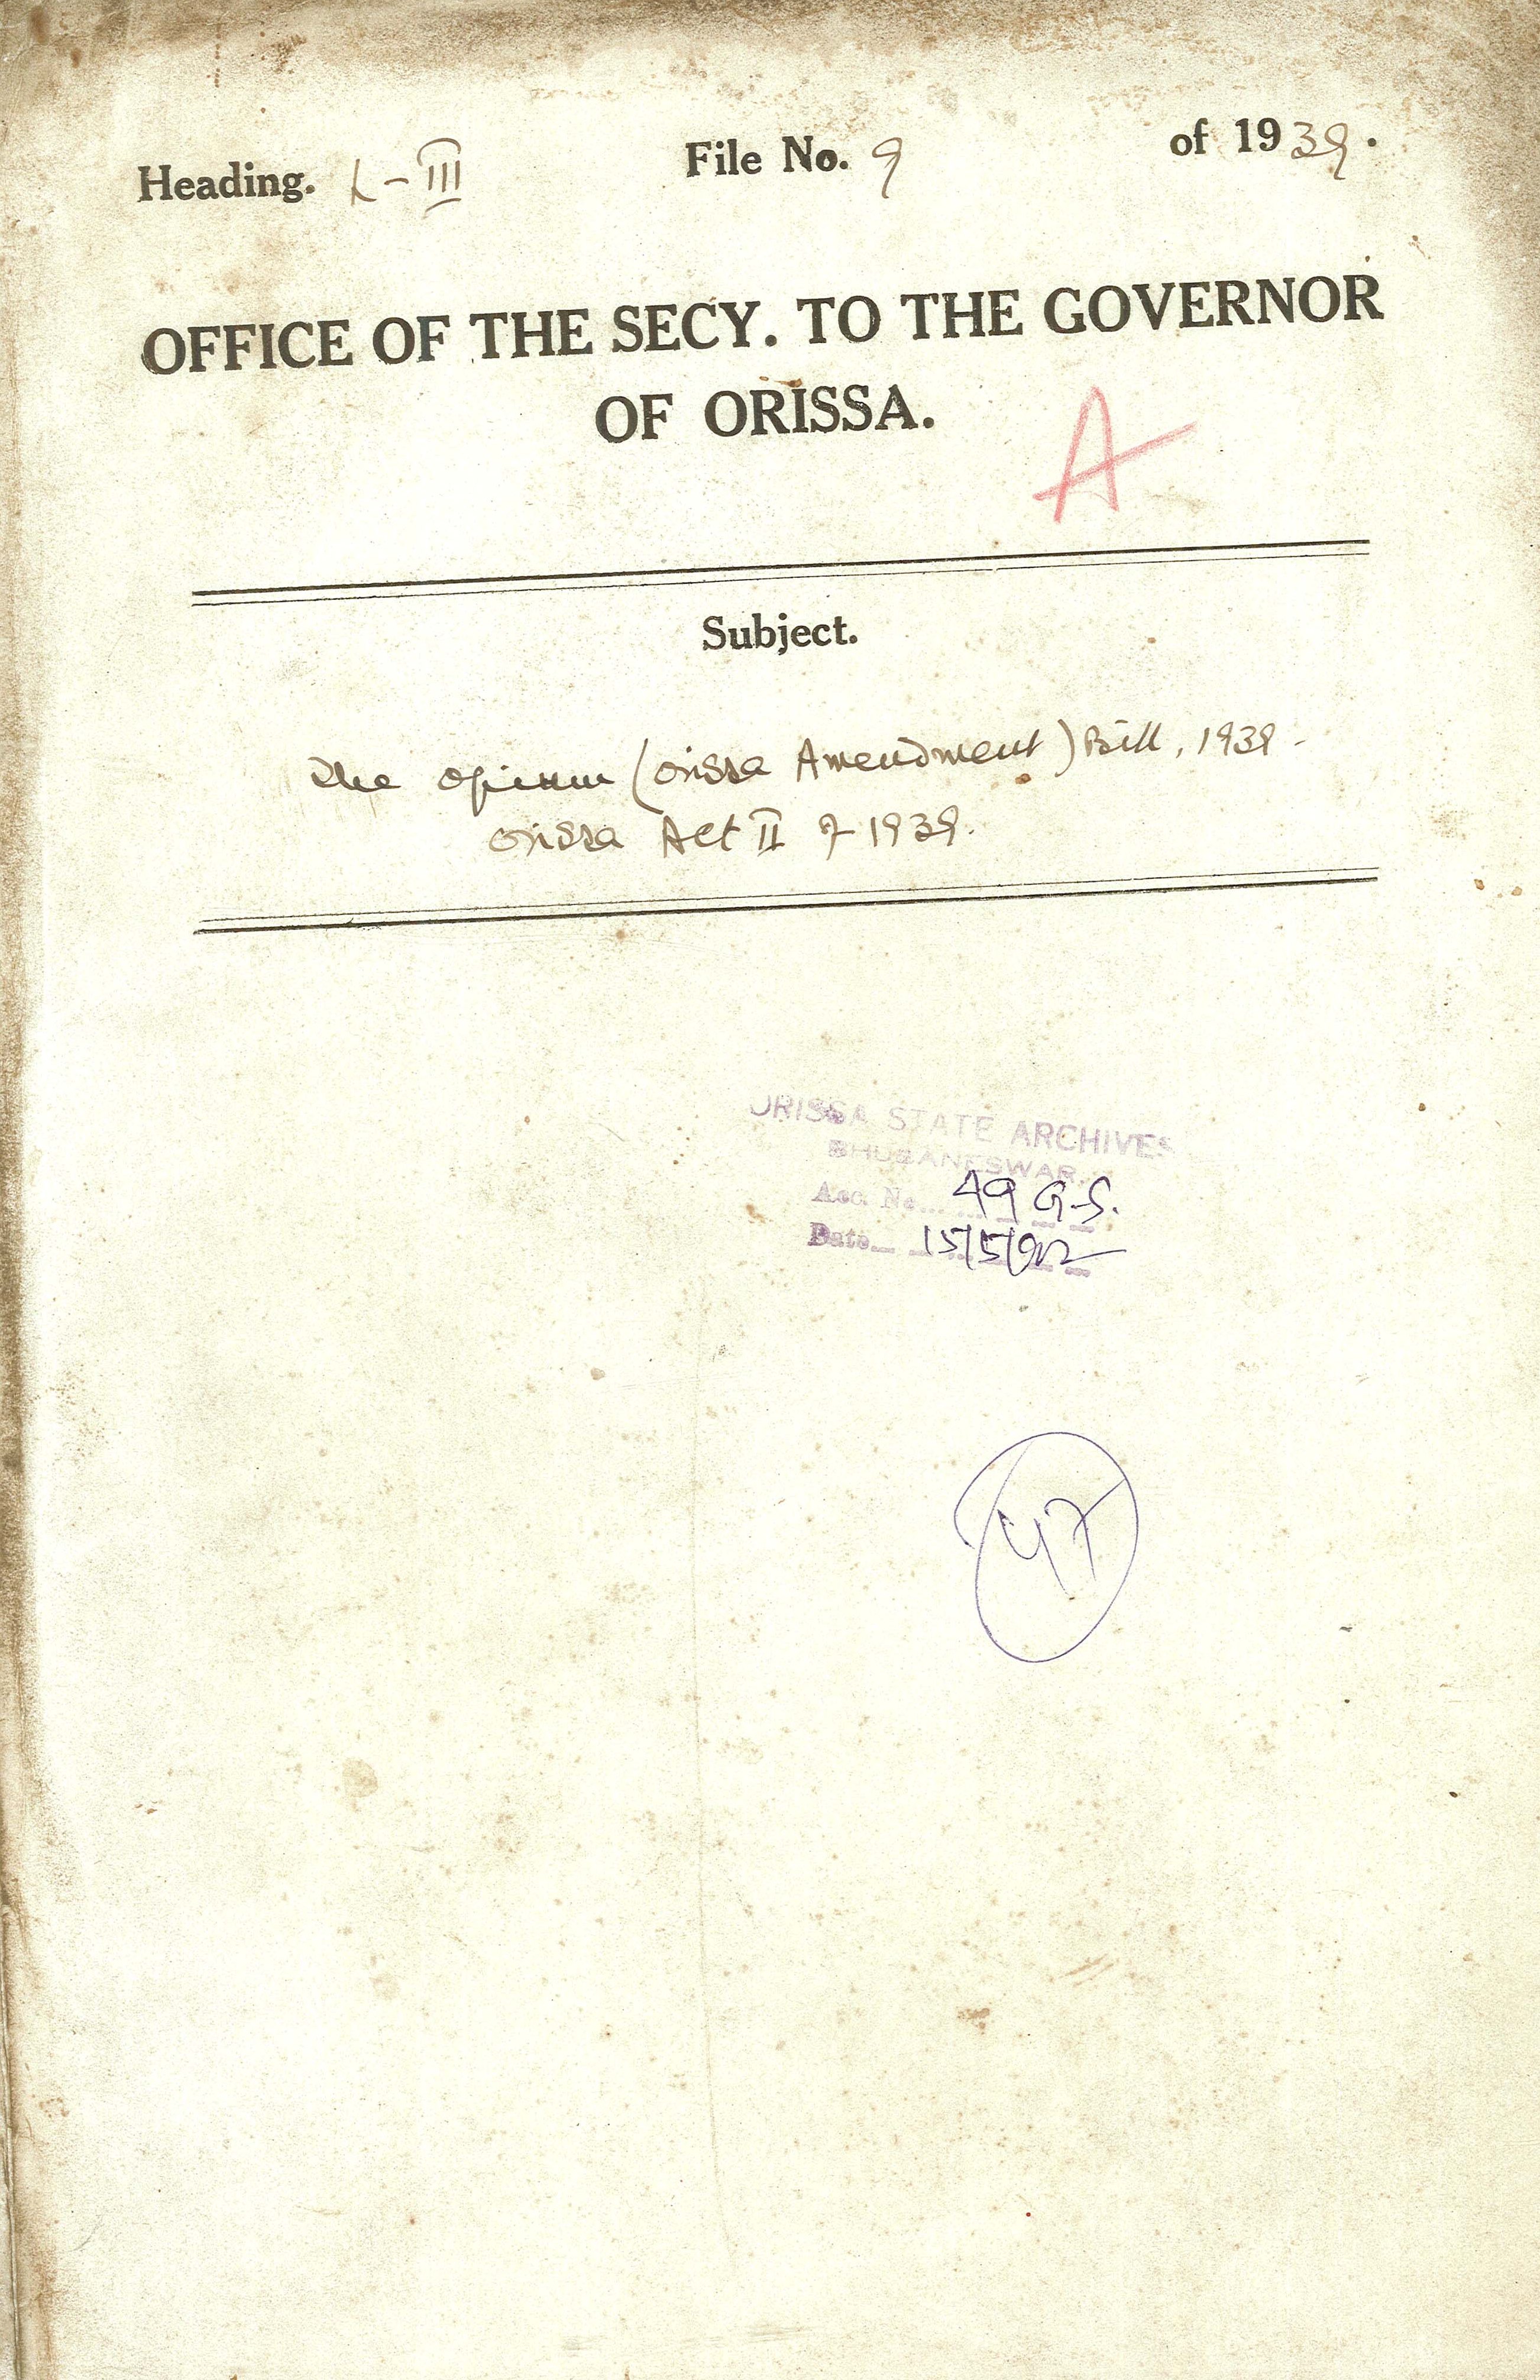 Heading. L-III File No. 9 of 1939.
OFFICE OF THE SECY. TO THE GOVERNOR
OF ORISSA.
A
Subject.
The Opium (Orissa Amendment) Bill, 1939.
Orissa Act II of 1939.
ORISSA STATE ARCHIVES
BHUBANESWAR.
Acc. No. 49 G.S.
Date 15/5/92
47